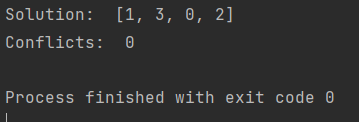 Solution:  [1, 3, 0, 2]
Conflicts:  0
Process finished with exit code 0